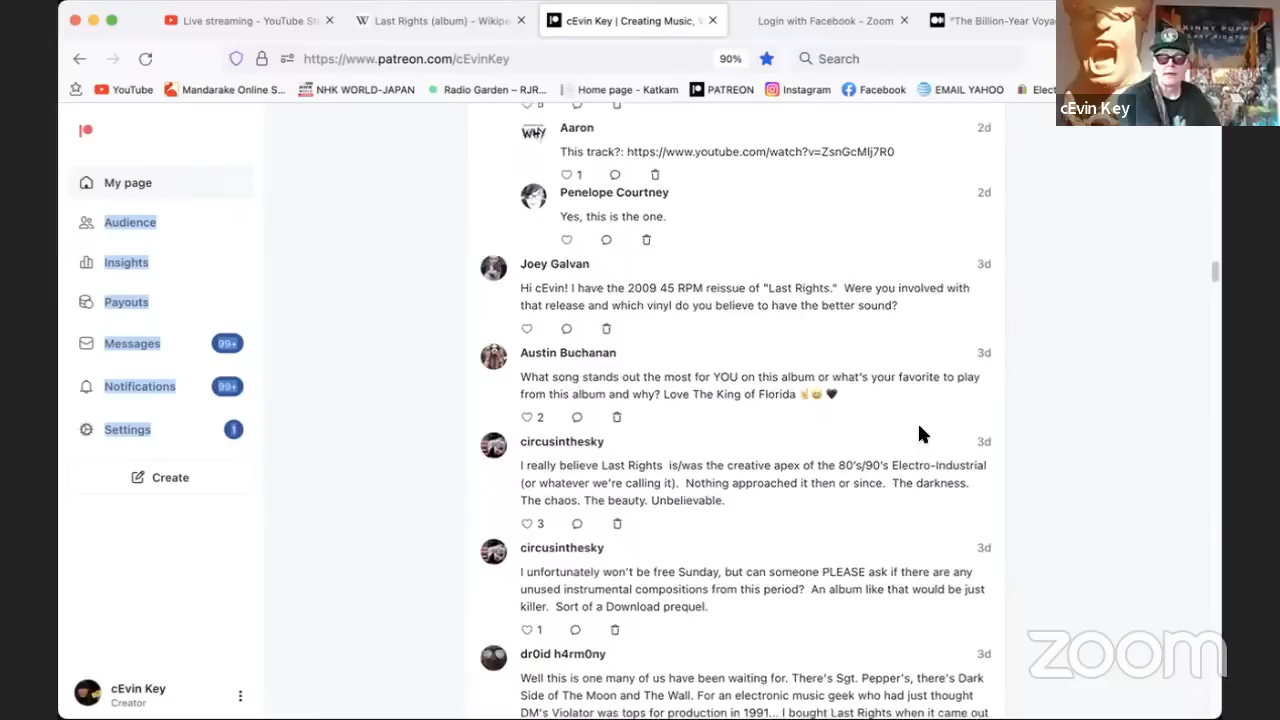 Live streaming - YouTube St
Last Rights (album) - Wikipe
cEvin Key | Creating Music,
Login with Facebook - Zoom
"The Billion-Year Voya
https://www.patreon.com/cEvinKey
90%
Search
YouTube
Mandarake Online S...
NHK WORLD-JAPAN
Radio Garden – RJR...
Home page - Katkam
PATREON
Instagram
Facebook
EMAIL YAHOO
Elect
cEvin Key
My page
Audience
Insights
Payouts
Messages
99+
Notifications
99+
Settings
1
Create
cEvin Key
Creator
Aaron
2d
This track?: https://www.youtube.com/watch?v=ZsnGcMlj7R0
1
Penelope Courtney
2d
Yes, this is the one.
Joey Galvan
3d
Hi cEvin! I have the 2009 45 RPM reissue of "Last Rights."  Were you involved with
that release and which vinyl do you believe to have the better sound?
Austin Buchanan
3d
What song stands out the most for YOU on this album or what's your favorite to play
from this album and why? Love The King of Florida ✌🏼😄🖤
2
circusinthesky
3d
I really believe Last Rights  is/was the creative apex of the 80's/90's Electro-Industrial
(or whatever we're calling it).  Nothing approached it then or since.  The darkness.
The chaos. The beauty. Unbelievable.
3
circusinthesky
3d
I unfortunately won't be free Sunday, but can someone PLEASE ask if there are any
unused instrumental compositions from this period?  An album like that would be just
killer.  Sort of a Download prequel.
1
dr0id h4rm0ny
3d
Well this is one many of us have been waiting for. There's Sgt. Pepper's, there's Dark
Side of The Moon and The Wall. For an electronic music geek who had just thought
DM's Violator was tops for production in 1991... I bought Last Rights when it came out
zoom